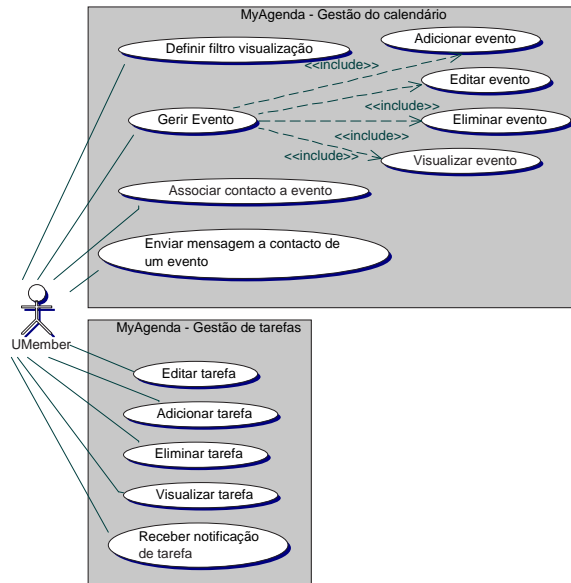 MyAgenda - Gestão do calendário
Adicionar evento
Definir filtro visualização
<<include>>
Editar evento
<<include>>
Gerir Evento
Eliminar evento
<<include>>
<<include>>
Visualizar evento
Associar contacto a evento
Enviar mensagem a contacto de
um evento
UMember
MyAgenda - Gestão de tarefas
Editar tarefa
Adicionar tarefa
Eliminar tarefa
Visualizar tarefa
Receber notificação
de tarefa